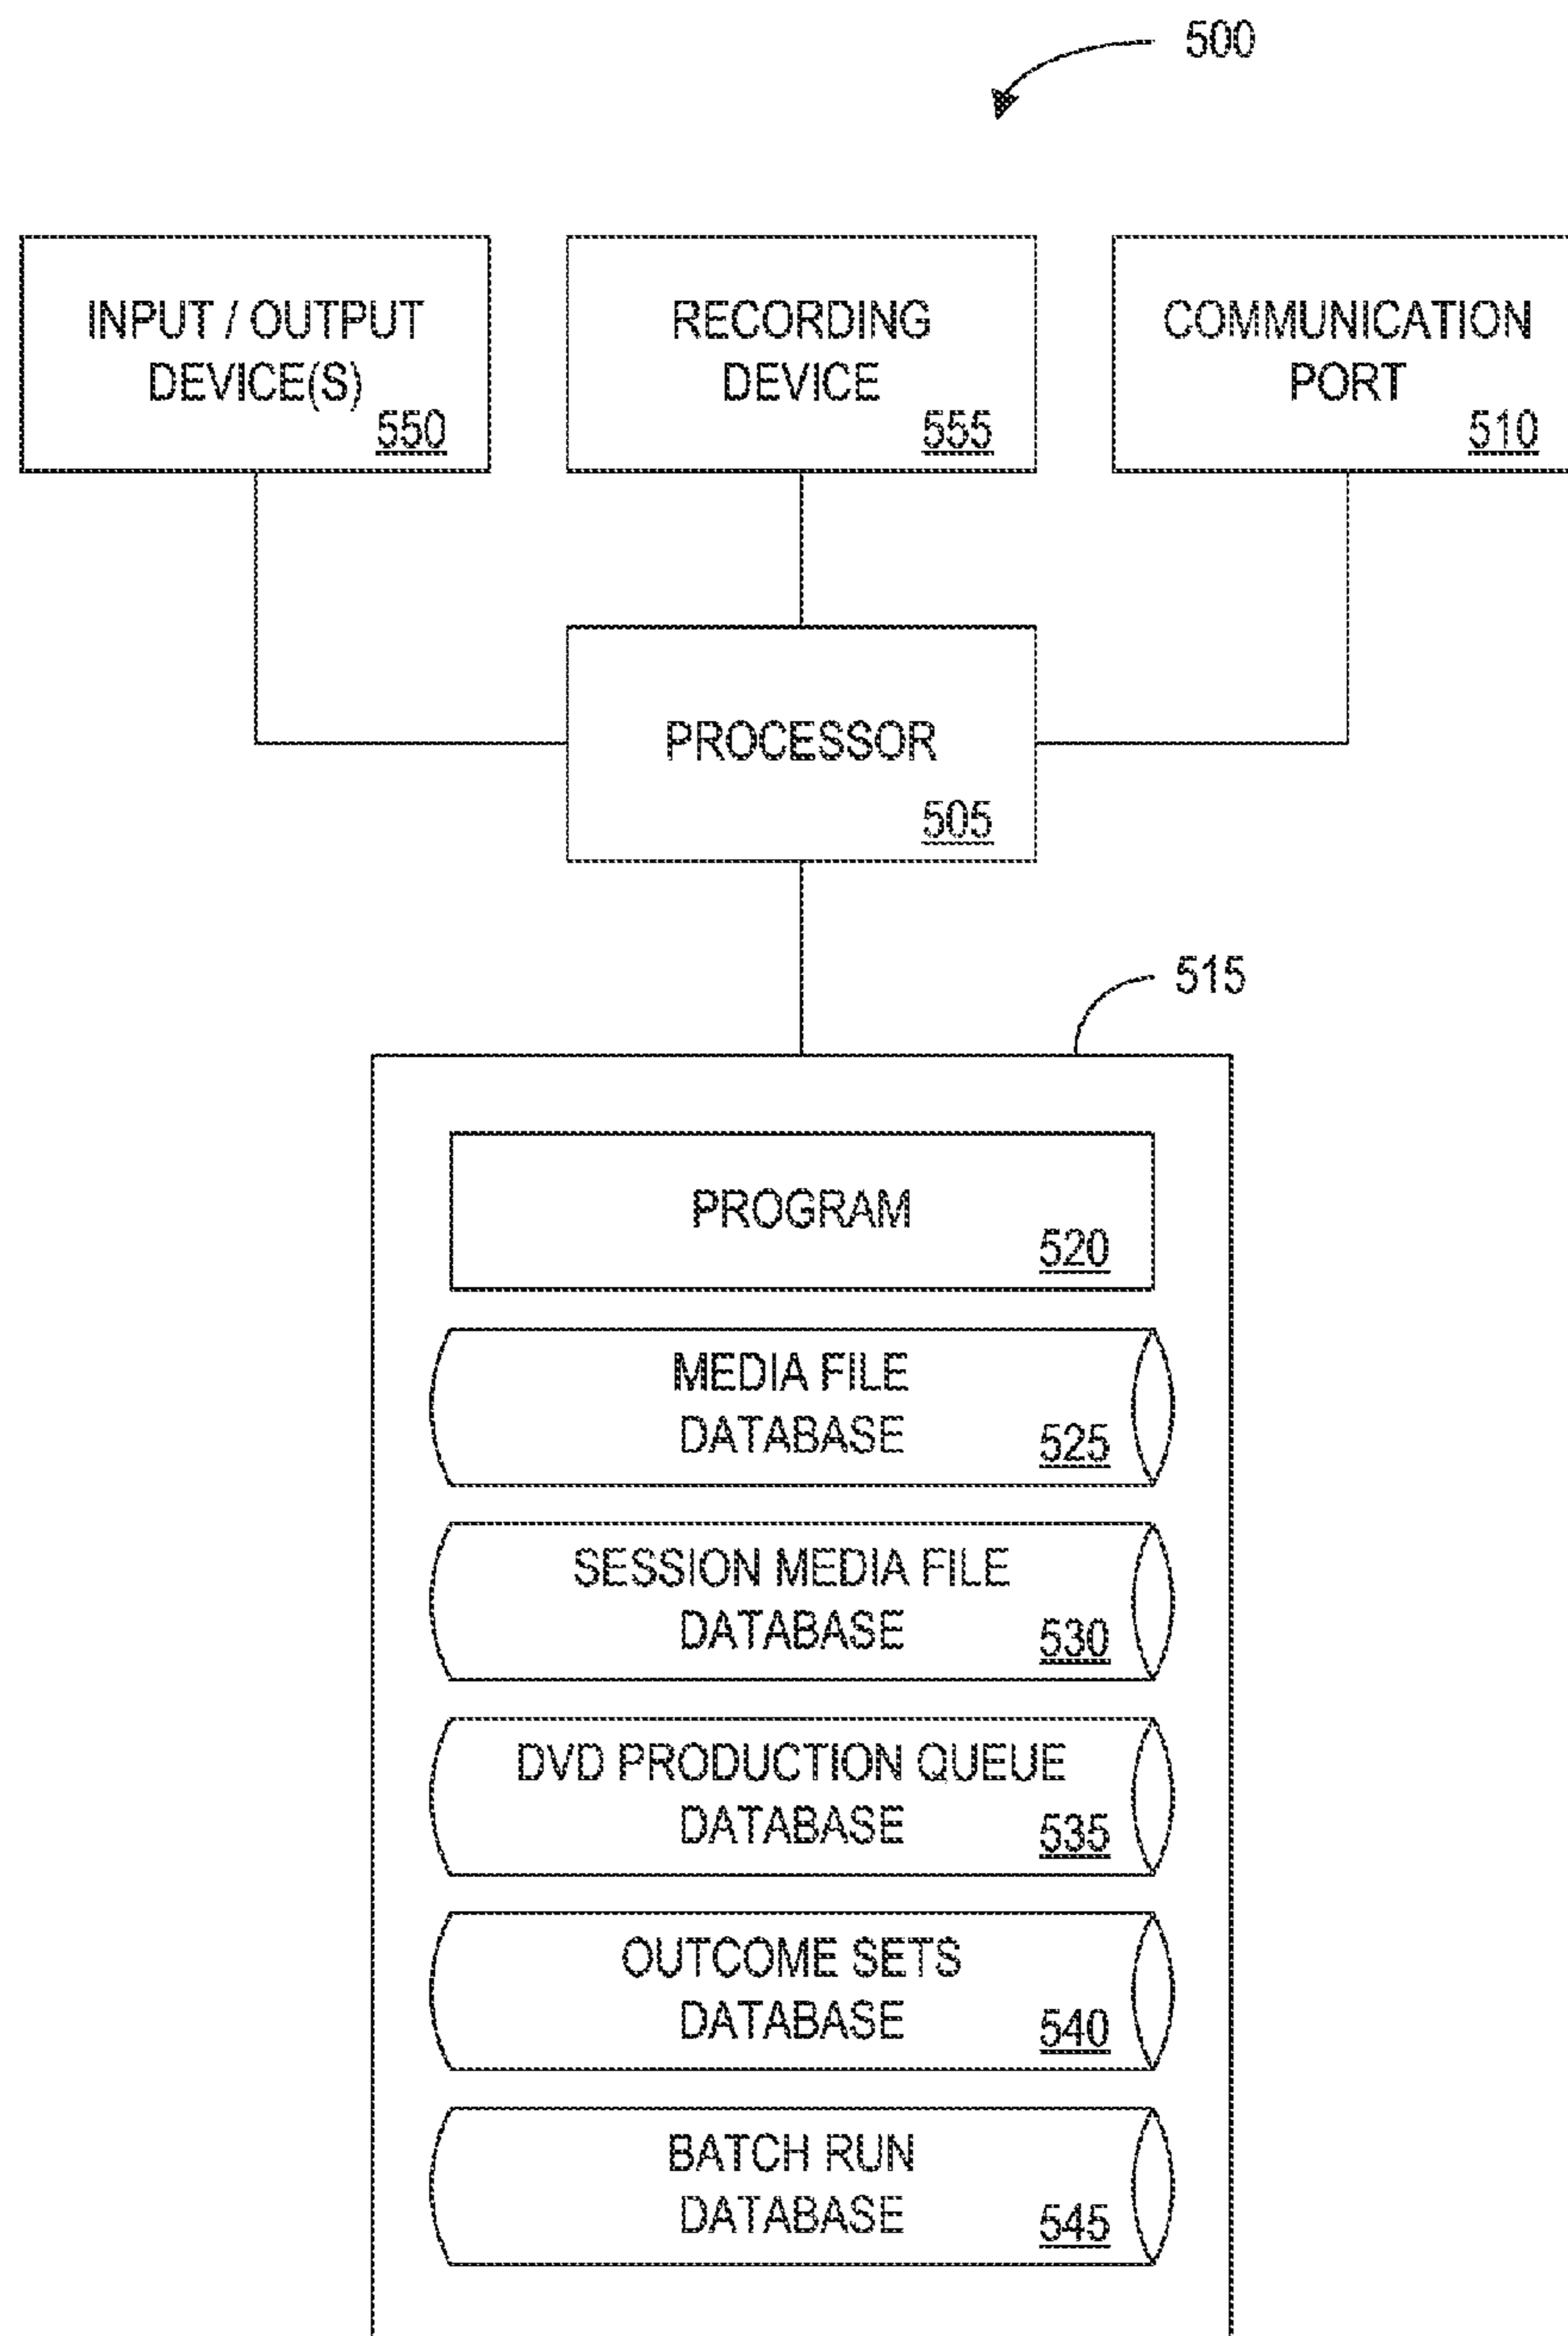 500
INPUT / OUTPUT
DEVICE(S)
550
RECORDING
DEVICE
555
COMMUNICATION
PORT
510
PROCESSOR
505
515
PROGRAM
520
MEDIA FILE
DATABASE
525
SESSION MEDIA FILE
DATABASE
530
DVD PRODUCTION QUEUE
DATABASE
535
OUTCOME SETS
DATABASE
540
BATCH RUN
DATABASE
545